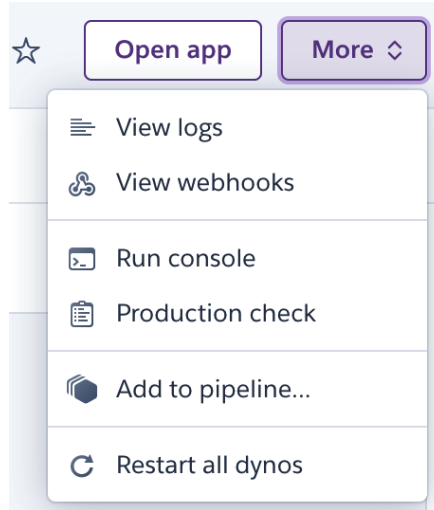 Open app
More
View logs
View webhooks
Run console
Production check
Add to pipeline...
Restart all dynos